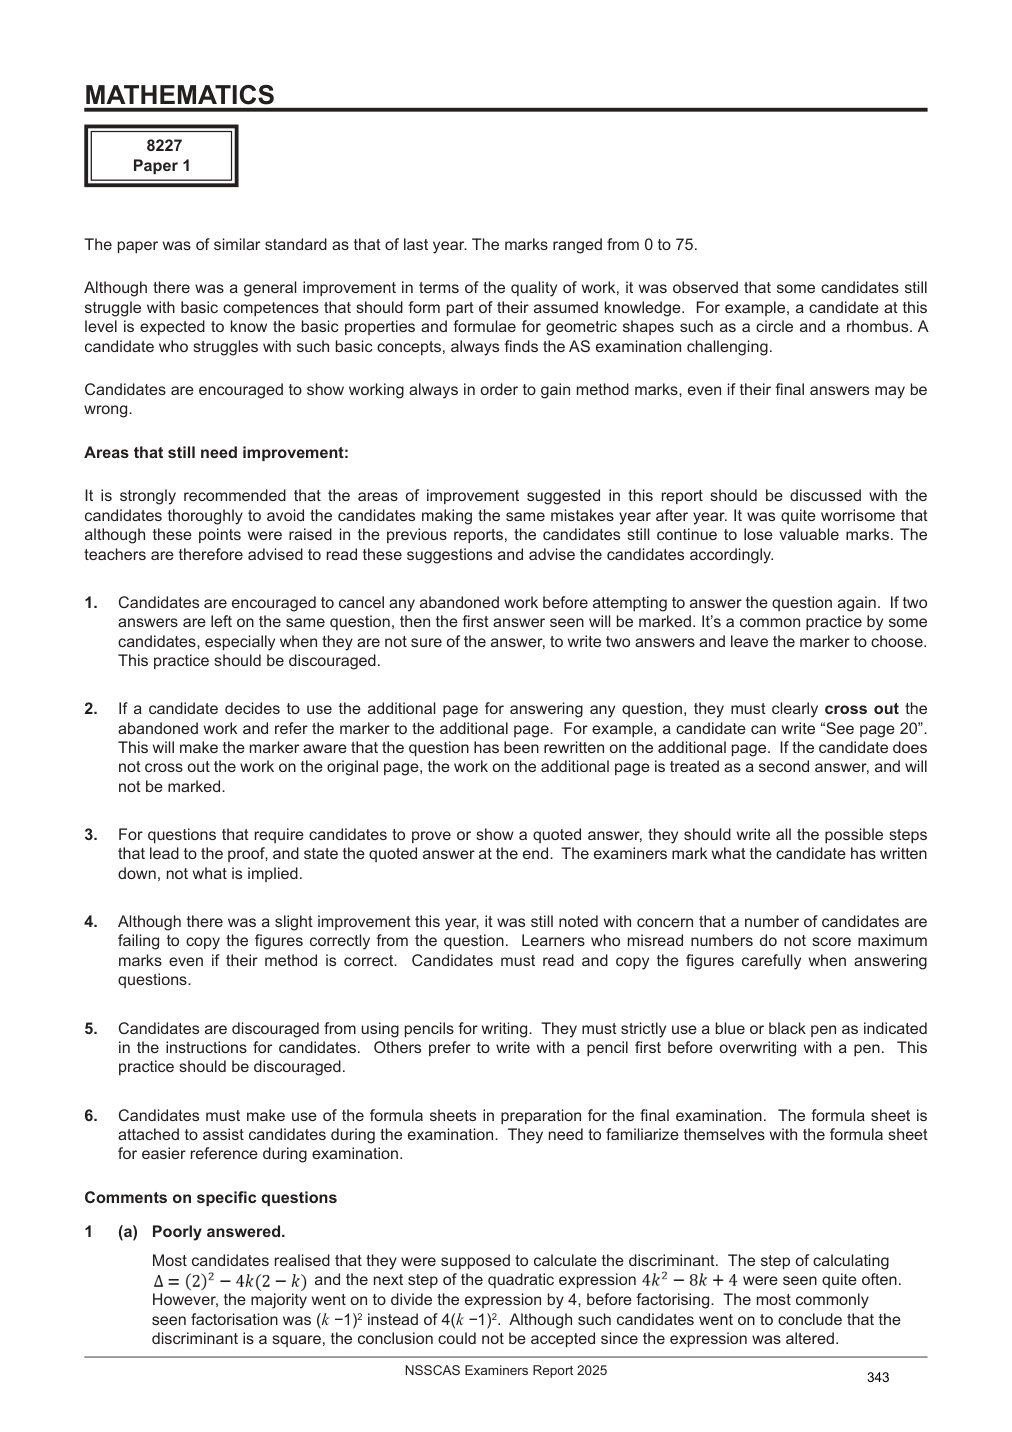 MATHEMATICS
8227
Paper 1
The paper was of similar standard as that of last year. The marks ranged from 0 to 75.
Although there was a general improvement in terms of the quality of work, it was observed that some candidates still
struggle with basic competences that should form part of their assumed knowledge. For example, a candidate at this
level is expected to know the basic properties and formulae for geometric shapes such as a circle and a rhombus. A
candidate who struggles with such basic concepts, always finds the AS examination challenging.
Candidates are encouraged to show working always in order to gain method marks, even if their final answers may be
wrong.
Areas that still need improvement:
It is strongly recommended that the areas of improvement suggested in this report should be discussed with the
candidates thoroughly to avoid the candidates making the same mistakes year after year. It was quite worrisome that
although these points were raised in the previous reports, the candidates still continue to lose valuable marks. The
teachers are therefore advised to read these suggestions and advise the candidates accordingly.
1. Candidates are encouraged to cancel any abandoned work before attempting to answer the question again. If two
answers are left on the same question, then the first answer seen will be marked. It's a common practice by some
candidates, especially when they are not sure of the answer, to write two answers and leave the marker to choose.
This practice should be discouraged.
2. If a candidate decides to use the additional page for answering any question, they must clearly cross out the
abandoned work and refer the marker to the additional page. For example, a candidate can write “See page 20”.
This will make the marker aware that the question has been rewritten on the additional page. If the candidate does
not cross out the work on the original page, the work on the additional page is treated as a second answer, and will
not be marked.
3. For questions that require candidates to prove or show a quoted answer, they should write all the possible steps
that lead to the proof, and state the quoted answer at the end. The examiners mark what the candidate has written
down, not what is implied.
4. Although there was a slight improvement this year, it was still noted with concern that a number of candidates are
failing to copy the figures correctly from the question. Learners who misread numbers do not score maximum
marks even if their method is correct. Candidates must read and copy the figures carefully when answering
questions.
5. Candidates are discouraged from using pencils for writing. They must strictly use a blue or black pen as indicated
in the instructions for candidates. Others prefer to write with a pencil first before overwriting with a pen. This
practice should be discouraged.
6. Candidates must make use of the formula sheets in preparation for the final examination. The formula sheet is
attached to assist candidates during the examination. They need to familiarize themselves with the formula sheet
for easier reference during examination.
Comments on specific questions
1 (a) Poorly answered.
Most candidates realised that they were supposed to calculate the discriminant. The step of calculating
Δ = (2)² − 4k(2 − k) and the next step of the quadratic expression 4k² − 8k + 4 were seen quite often.
However, the majority went on to divide the expression by 4, before factorising. The most commonly
seen factorisation was (k −1)² instead of 4(k −1)². Although such candidates went on to conclude that the
discriminant is a square, the conclusion could not be accepted since the expression was altered.
NSSCAS Examiners Report 2025
343